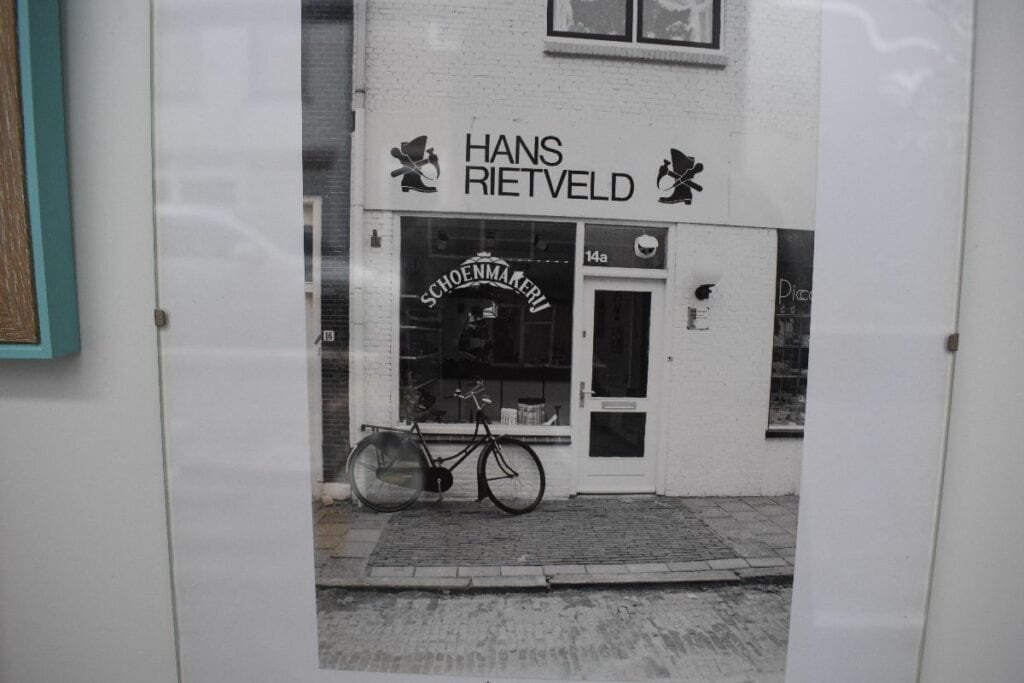 HANS
RIETVELD
14a
SCHOENMAKERIJ
16